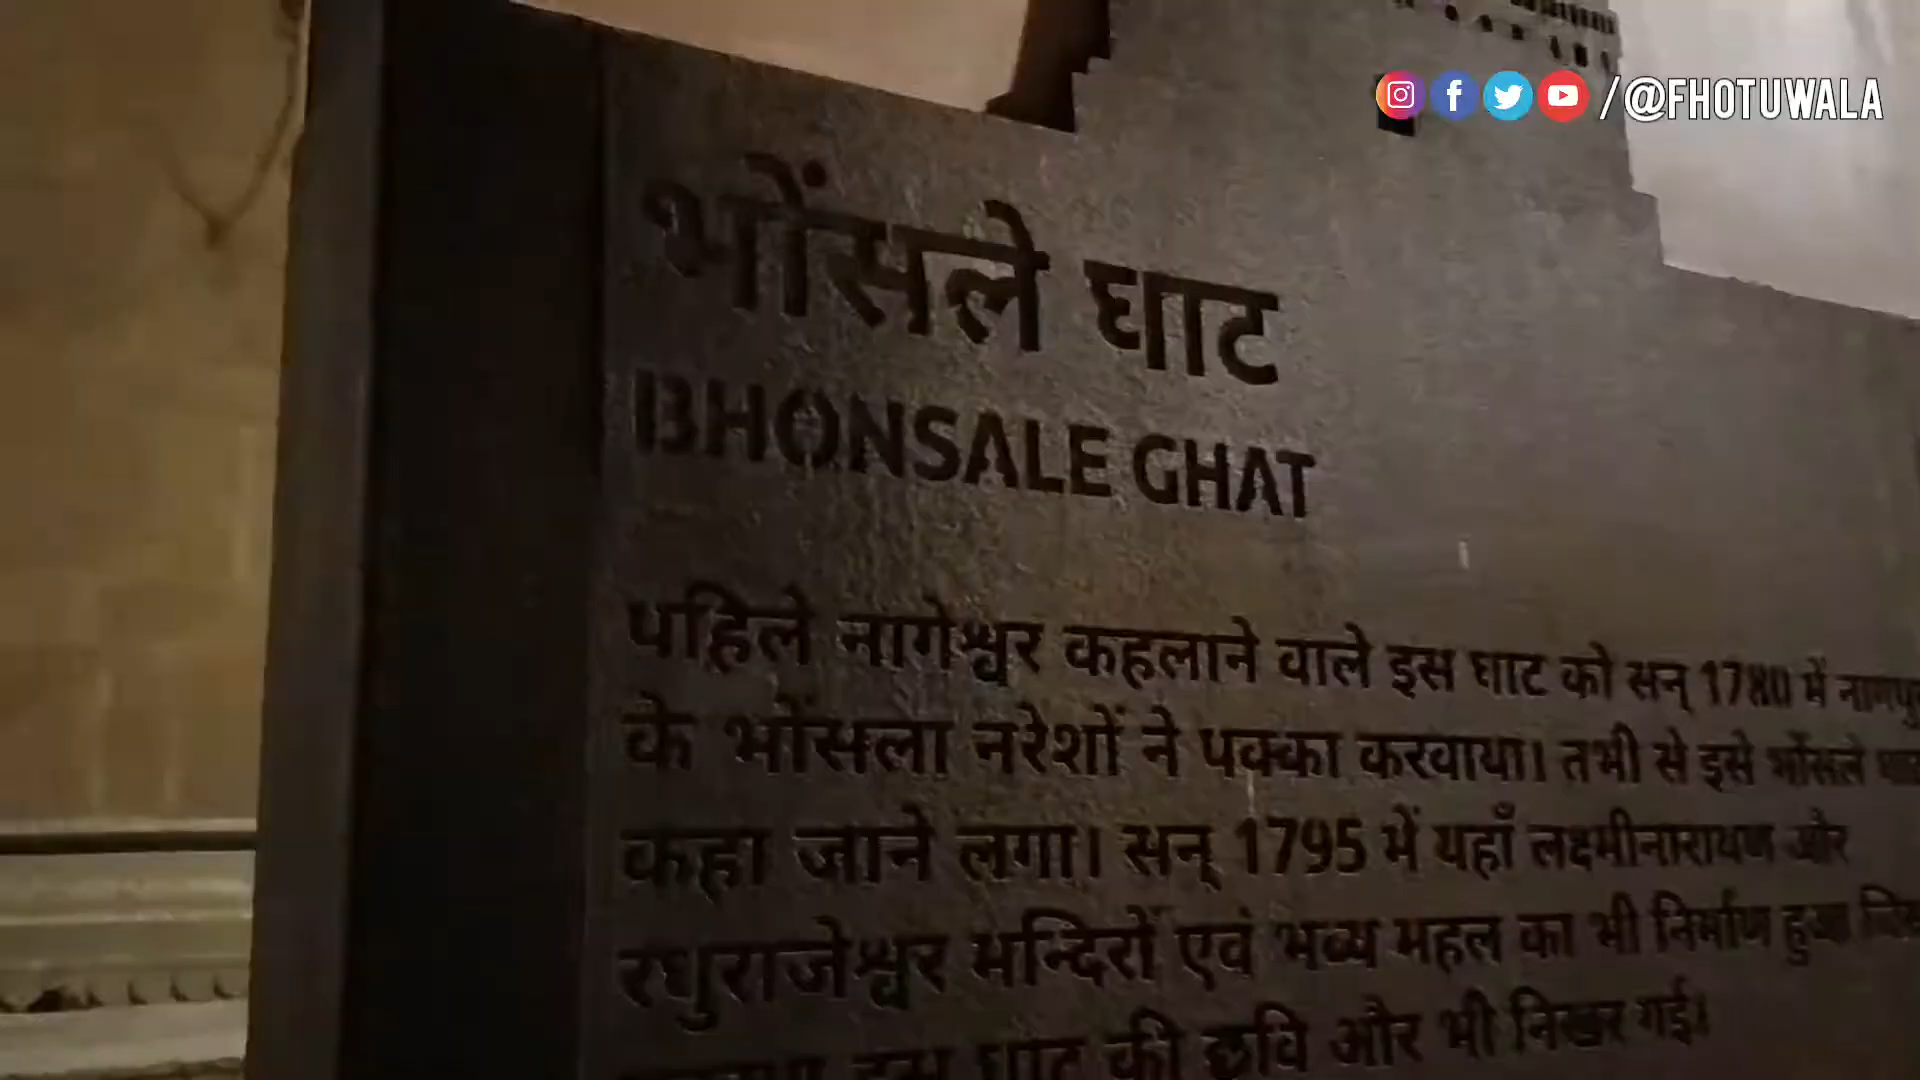 /@FHOTUWALA
भोंसले घाट
BHONSALE GHAT
पहिले नागेश्वर कहलाने वाले इस घाट को सन् 1780 में
के भोंसला नरेशों ने पक्का करवाया। तभी से इसे भोंसले
कहा जाने लगा। सन् 1795 में यहाँ लक्ष्मीनारायण और
रघुराजेश्वर मन्दिरों एवं भव्य महल का भी निर्माण हुआ
इस घाट की छवि और भी निखर गई।